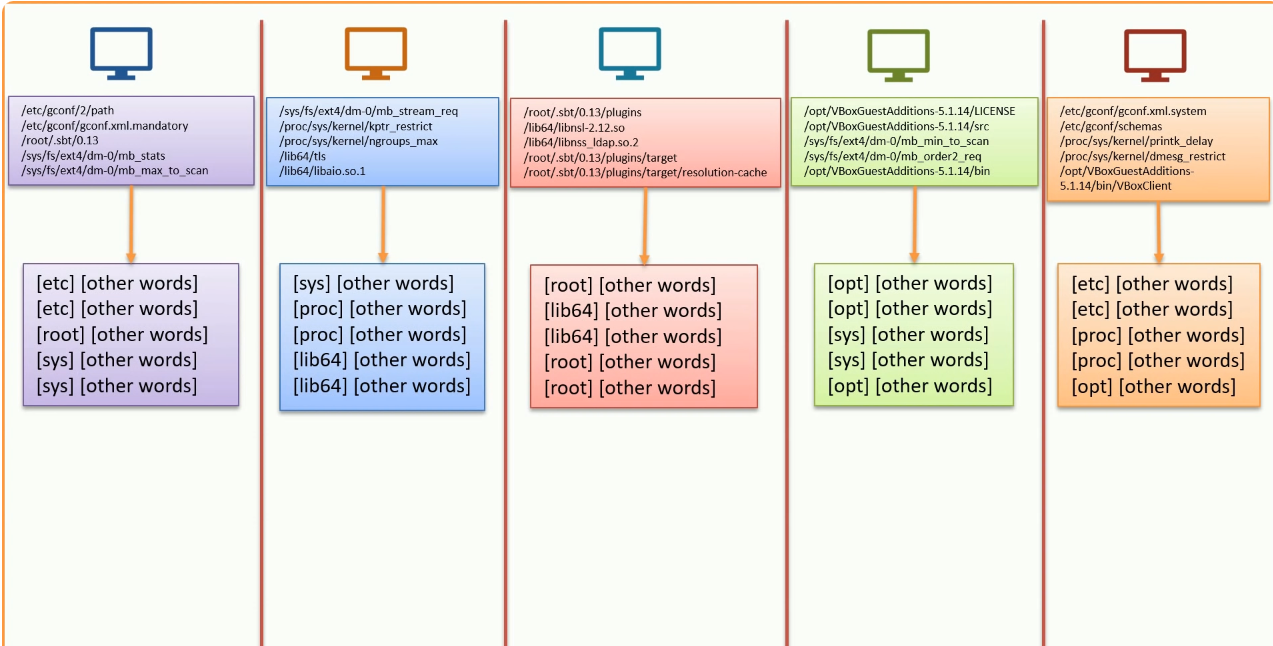 /etc/gconf/2/path
/etc/gconf/gconf.xml.mandatory
/root/.sbt/0.13
/sys/fs/ext4/dm-0/mb_stats
/sys/fs/ext4/dm-0/mb_max_to_scan
/sys/fs/ext4/dm-0/mb_stream_req
/proc/sys/kernel/kptr_restrict
/proc/sys/kernel/ngroups_max
/lib64/tls
/lib64/libaio.so.1
/root/.sbt/0.13/plugins
/lib64/libnsl-2.12.so
/lib64/libnss_ldap.so.2
/root/.sbt/0.13/plugins/target
/root/.sbt/0.13/plugins/target/resolution-cache
/opt/VBoxGuestAdditions-5.1.14/LICENSE
/opt/VBoxGuestAdditions-5.1.14/src
/sys/fs/ext4/dm-0/mb_min_to_scan
/sys/fs/ext4/dm-0/mb_order2_req
/opt/VBoxGuestAdditions-5.1.14/bin
/etc/gconf/gconf.xml.system
/etc/gconf/schemas
/proc/sys/kernel/printk_delay
/proc/sys/kernel/dmesg_restrict
/opt/VBoxGuestAdditions-
5.1.14/bin/VBoxClient
[etc] [other words]
[etc] [other words]
[root] [other words]
[sys] [other words]
[sys] [other words]
[sys] [other words]
[proc] [other words]
[proc] [other words]
[lib64] [other words]
[lib64] [other words]
[root] [other words]
[lib64] [other words]
[lib64] [other words]
[root] [other words]
[root] [other words]
[opt] [other words]
[opt] [other words]
[sys] [other words]
[sys] [other words]
[opt] [other words]
[etc] [other words]
[etc] [other words]
[proc] [other words]
[proc] [other words]
[opt] [other words]